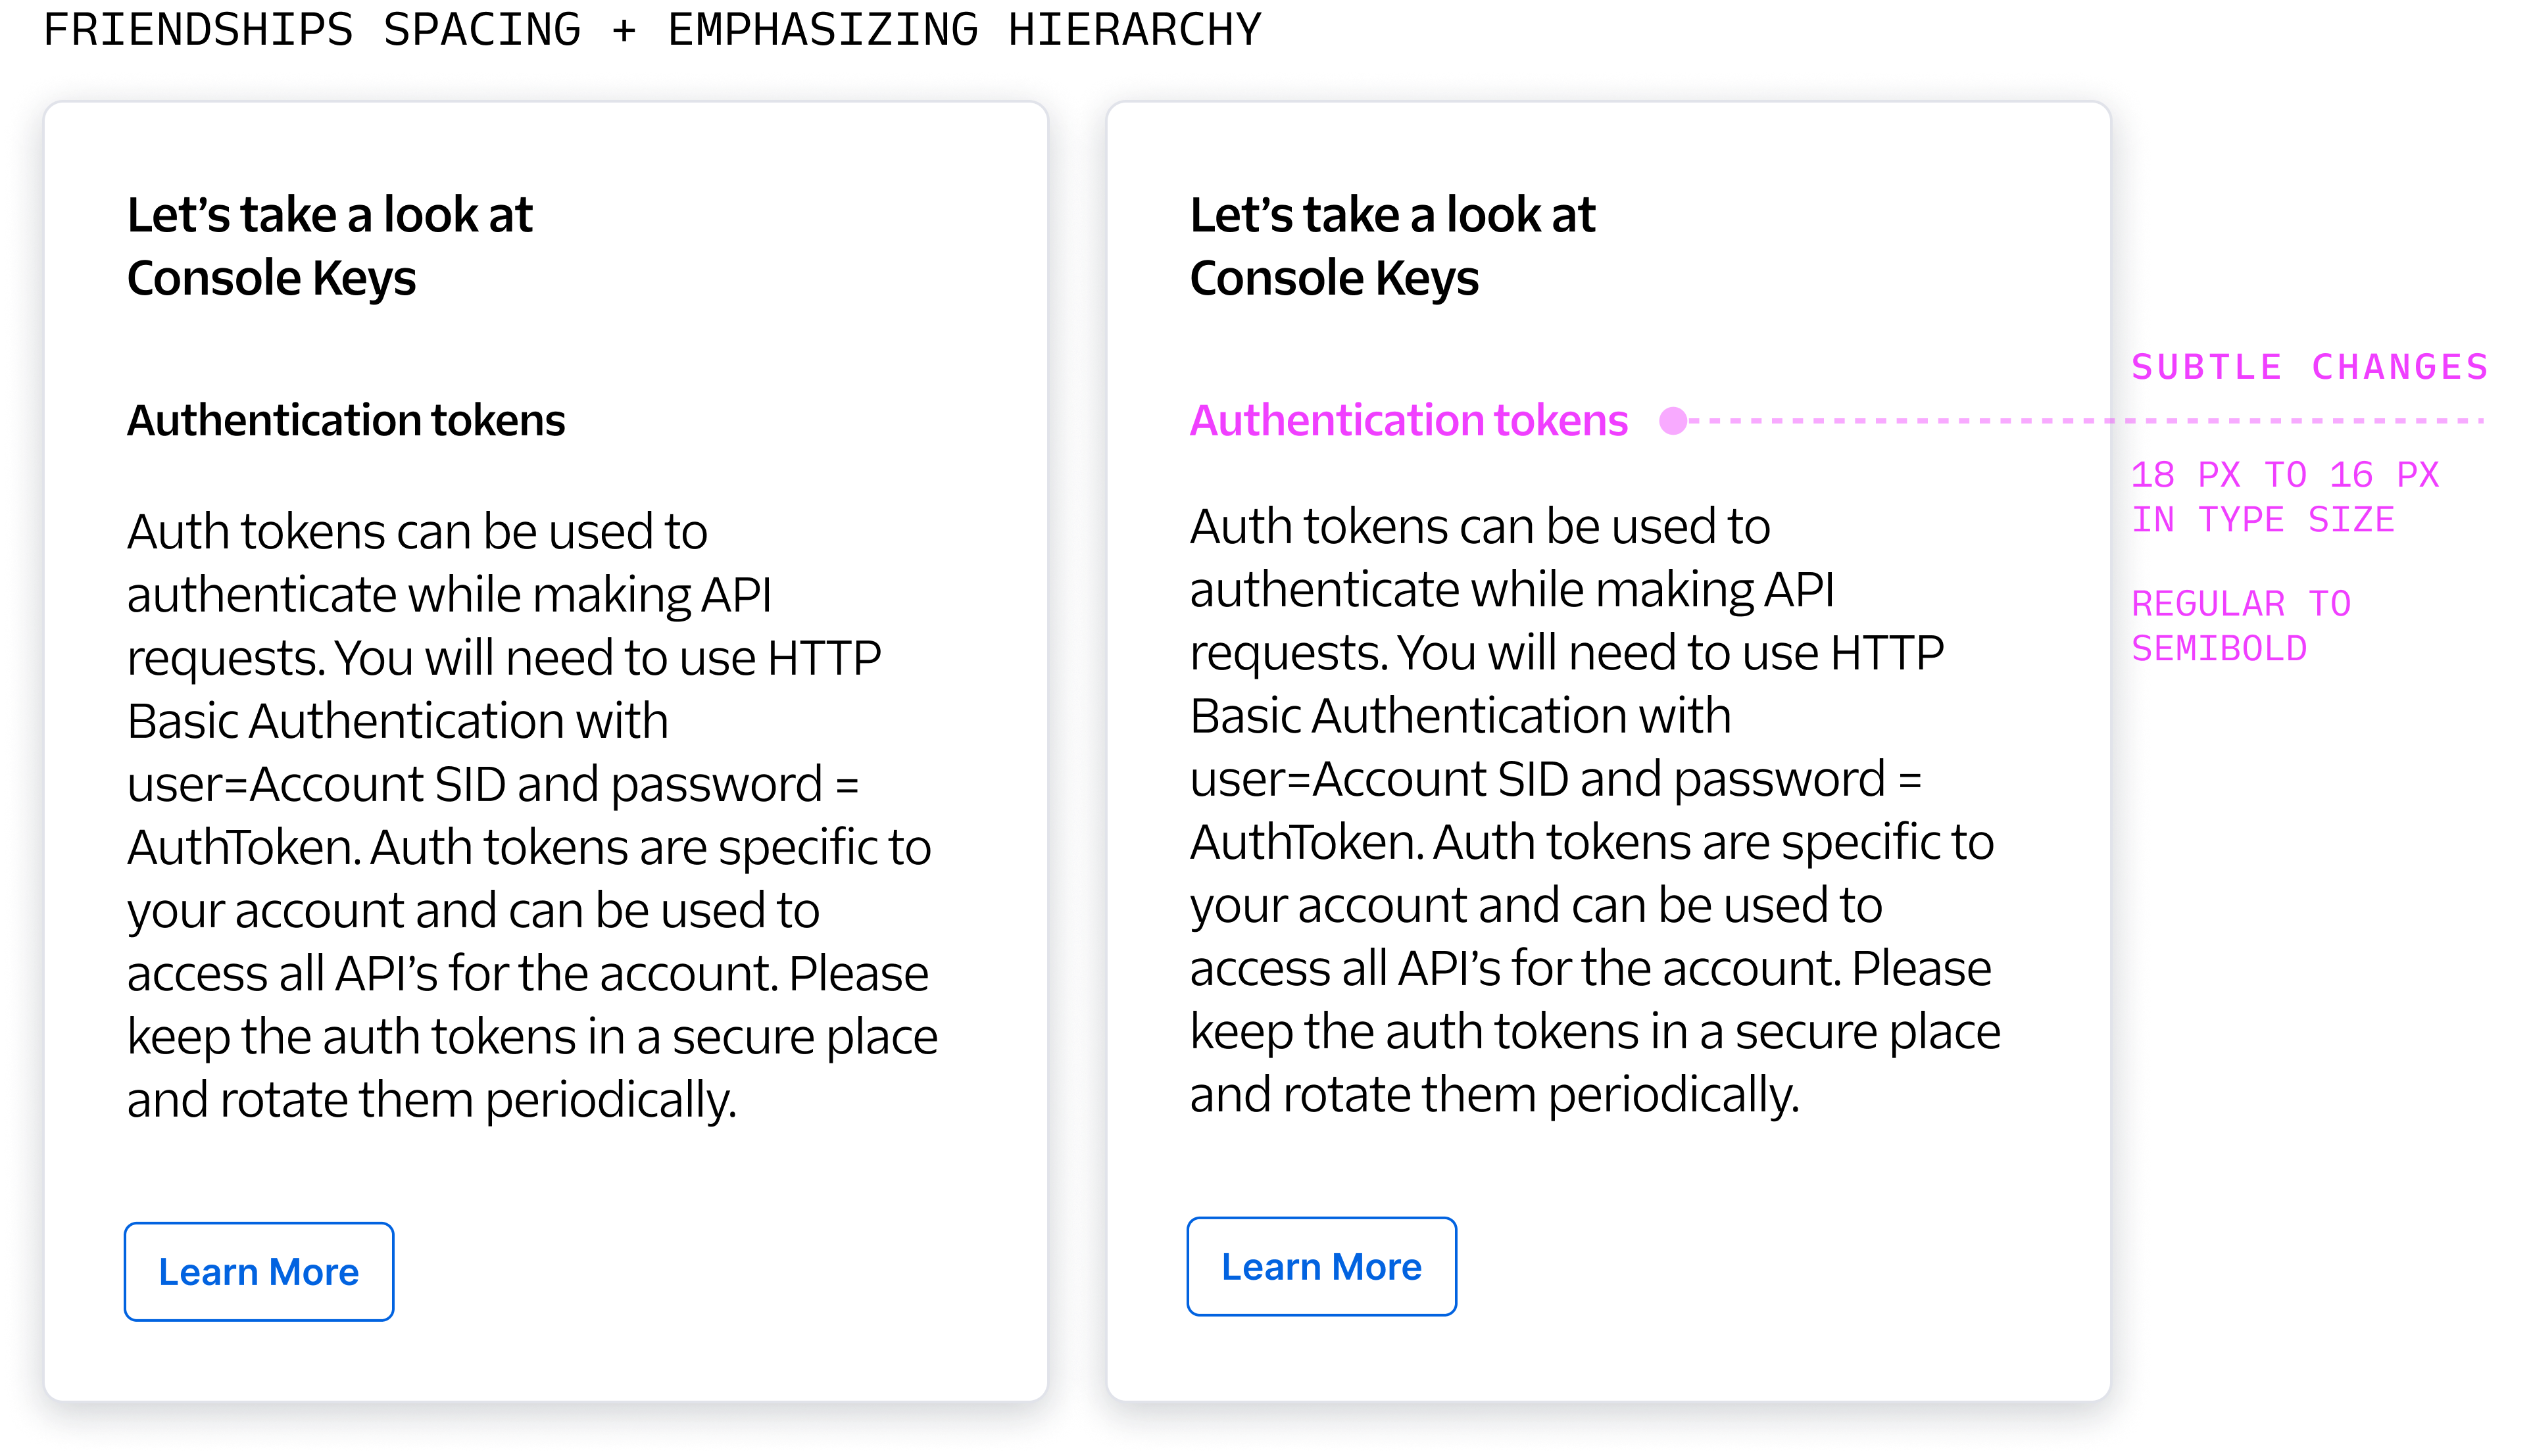 FRIENDSHIPS SPACING + EMPHASIZING HIERARCHY
Let’s take a look at
Console Keys
Authentication tokens
Auth tokens can be used to
authenticate while making API
requests. You will need to use HTTP
Basic Authentication with
user=Account SID and password =
AuthToken. Auth tokens are specific to
your account and can be used to
access all API’s for the account. Please
keep the auth tokens in a secure place
and rotate them periodically.
Learn More
Let’s take a look at
Console Keys
Authentication tokens
Auth tokens can be used to
authenticate while making API
requests. You will need to use HTTP
Basic Authentication with
user=Account SID and password =
AuthToken. Auth tokens are specific to
your account and can be used to
access all API’s for the account. Please
keep the auth tokens in a secure place
and rotate them periodically.
Learn More
SUBTLE CHANGES
18 PX TO 16 PX
IN TYPE SIZE
REGULAR TO
SEMIBOLD